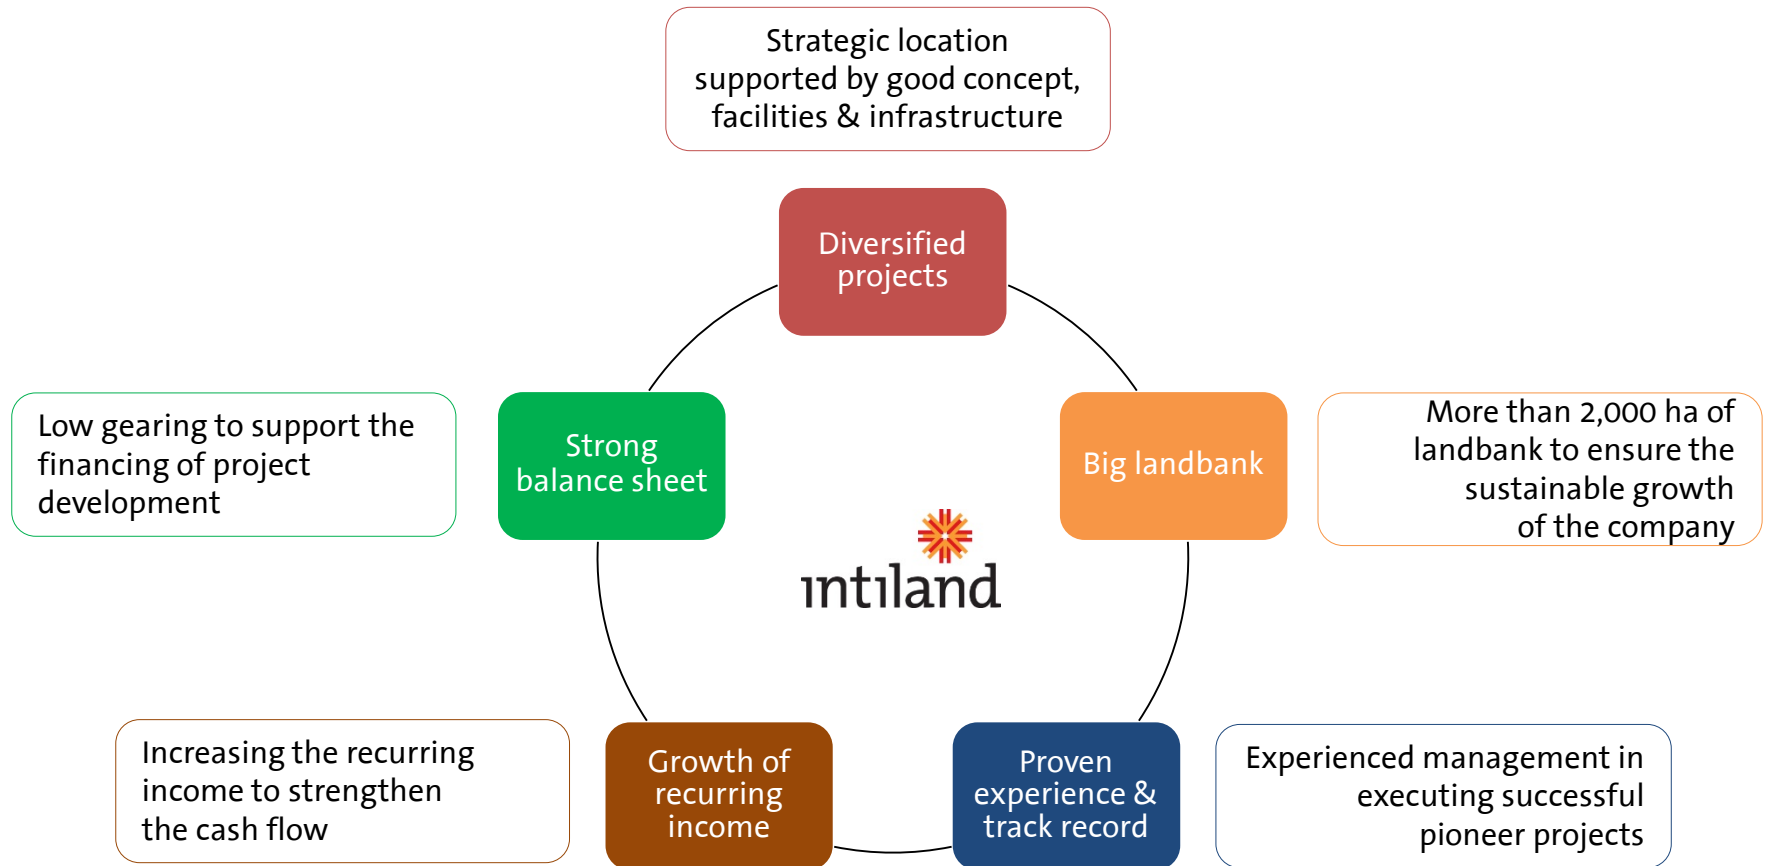 Strategic location
supported by good concept,
facilities & infrastructure
Diversified
projects
Low gearing to support the
financing of project
development
Strong
balance sheet
Big landbank
More than 2,000 ha of
landbank to ensure the
sustainable growth
of the company
intiland
Increasing the recurring
income to strengthen
the cash flow
Growth of
recurring
income
Proven
experience &
track record
Experienced management in
executing successful
pioneer projects